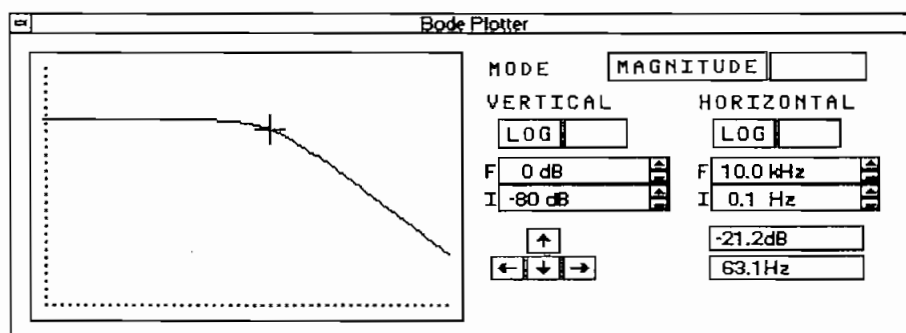 Bode Plotter
MODE MAGNITUDE
VERTICAL HORIZONTAL
LOG LOG
F 0 dB F 10.0 kHz
I -80 dB I 0.1 Hz
-21.2dB
63.1Hz